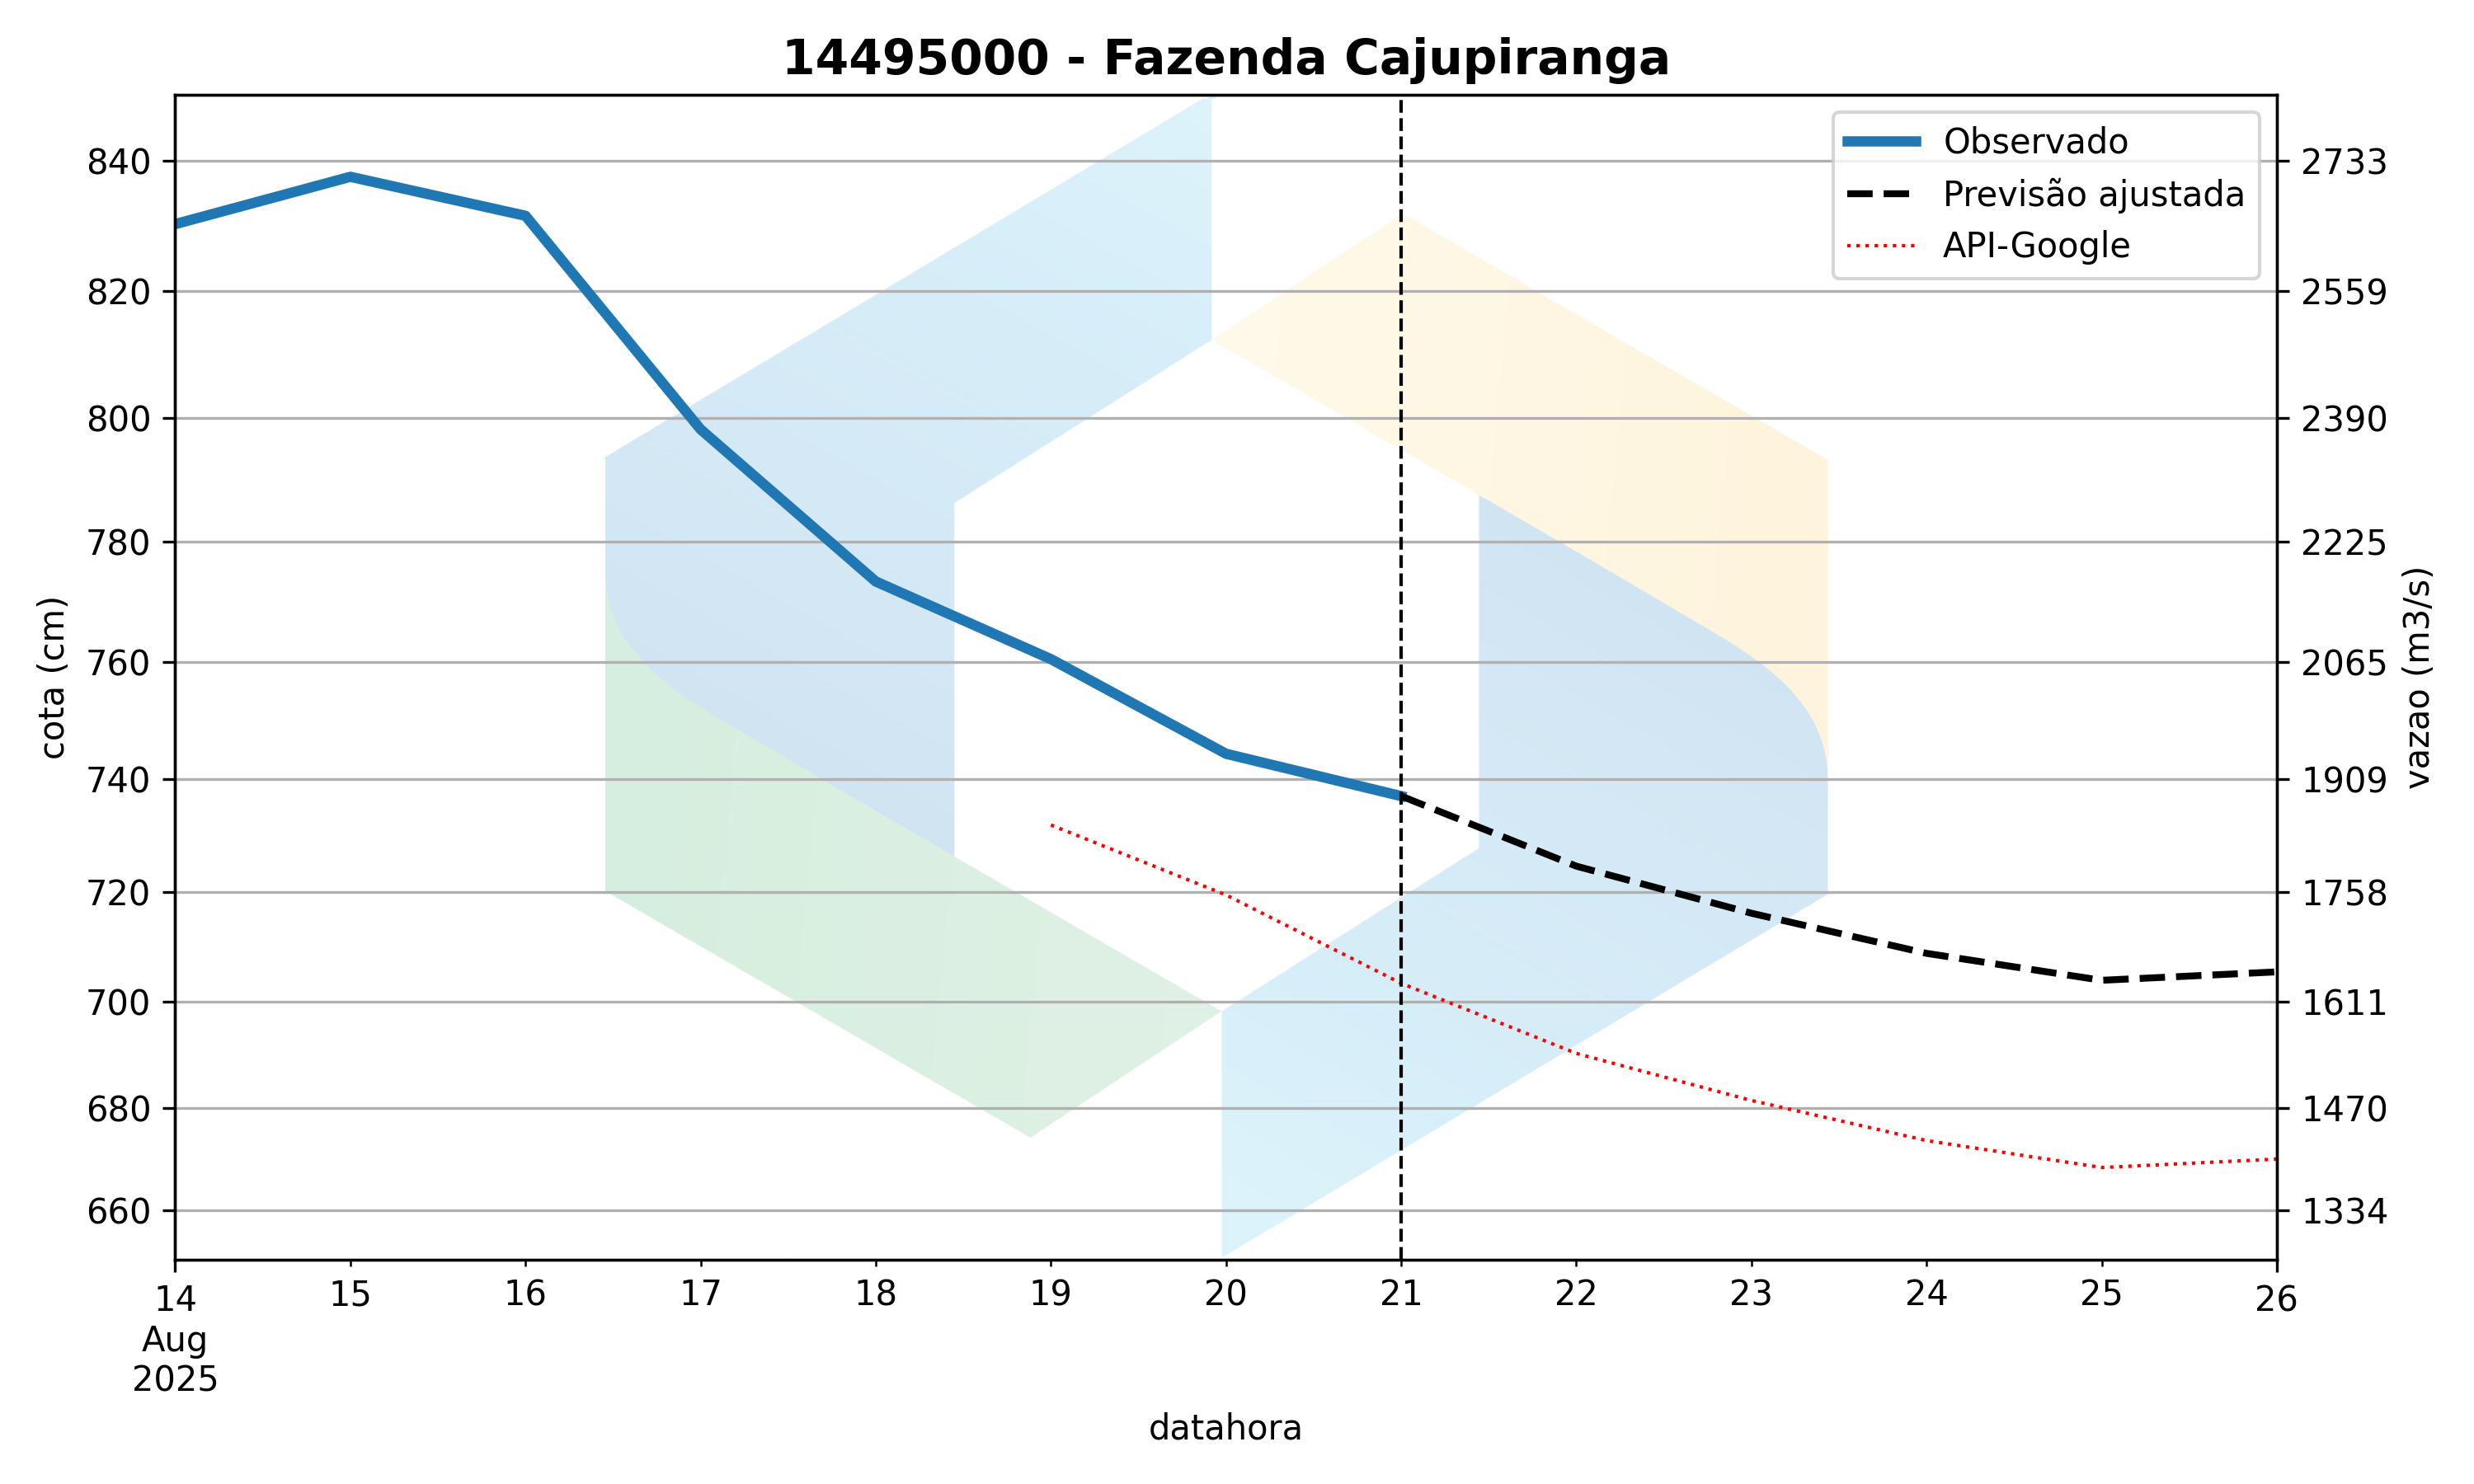 14495000 - Fazenda Cajupiranga
Observado
Previsão ajustada
API-Google
cota (cm)
840
820
800
780
760
740
720
700
680
660
2733
2559
2390
2225
2065
1909
1758
1611
1470
1334
vazao (m3/s)
14 15 16 17 18 19 20 21 22 23 24 25 26
Aug
2025
datahora